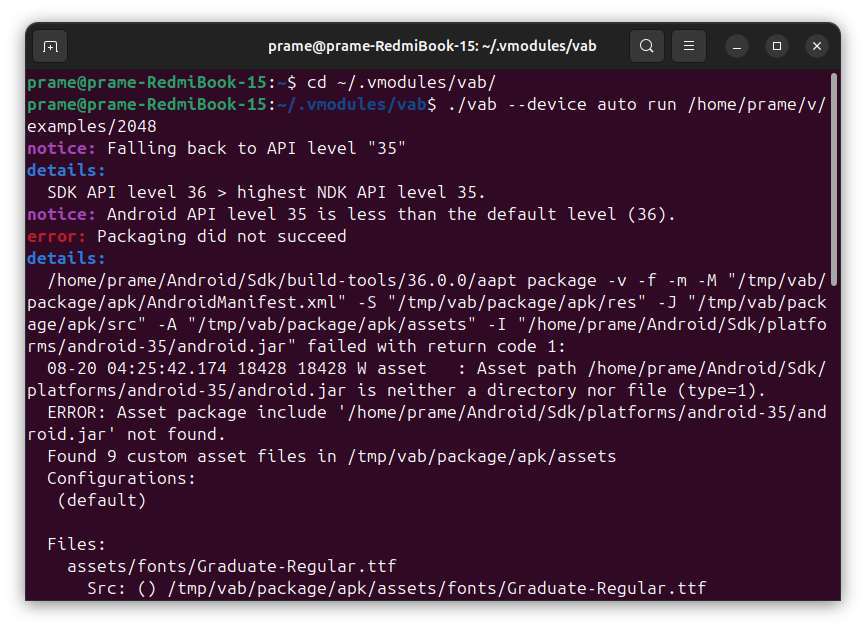 prame@prame-RedmiBook-15: ~/.vmodules/vab
prame@prame-RedmiBook-15:~$ cd ~/.vmodules/vab/
prame@prame-RedmiBook-15:~/.vmodules/vab$ ./vab --device auto run /home/prame/v/
examples/2048
notice: Falling back to API level "35"
details:
  SDK API level 36 > highest NDK API level 35.
notice: Android API level 35 is less than the default level (36).
error: Packaging did not succeed
details:
  /home/prame/Android/Sdk/build-tools/36.0.0/aapt package -v -f -m -M "/tmp/vab/
package/apk/AndroidManifest.xml" -S "/tmp/vab/package/apk/res" -J "/tmp/vab/pack
age/apk/src" -A "/tmp/vab/package/apk/assets" -I "/home/prame/Android/Sdk/platfo
rms/android-35/android.jar" failed with return code 1:
  08-20 04:25:42.174 18428 18428 W asset   : Asset path /home/prame/Android/Sdk/
platforms/android-35/android.jar is neither a directory nor file (type=1).
  ERROR: Asset package include '/home/prame/Android/Sdk/platforms/android-35/and
roid.jar' not found.
  Found 9 custom asset files in /tmp/vab/package/apk/assets
  Configurations:
   (default)

  Files:
    assets/fonts/Graduate-Regular.ttf
      Src: () /tmp/vab/package/apk/assets/fonts/Graduate-Regular.ttf